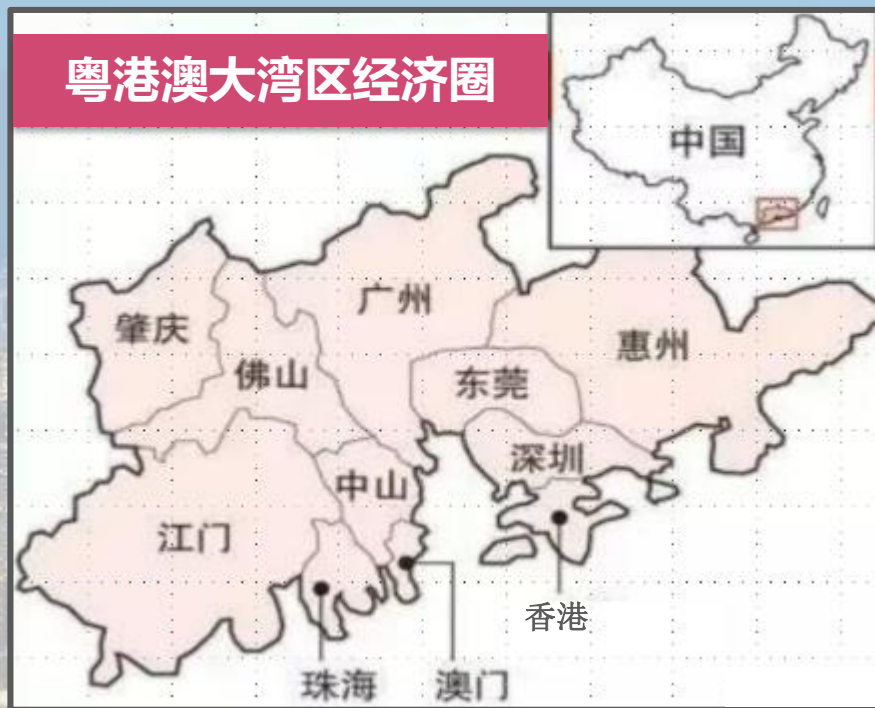 粤港澳大湾区经济圈
中国
广州
肇庆
惠州
佛山
东莞
深圳
中山
江门
香港
珠海
澳门